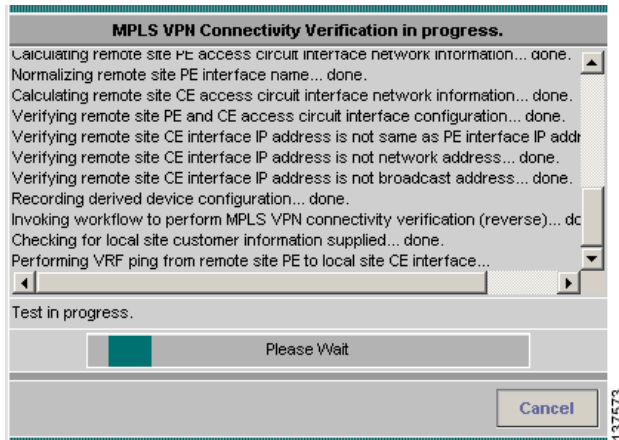 MPLS VPN Connectivity Verification in progress.
Calculating remote site PE access circuit interface network information... done.
Normalizing remote site PE interface name... done.
Calculating remote site CE access circuit interface network information... done.
Verifying remote site PE and CE access circuit interface configuration... done.
Verifying remote site CE interface IP address is not same as PE interface IP addr
Verifying remote site CE interface IP address is not network address... done.
Verifying remote site CE interface IP address is not broadcast address... done.
Recording derived device configuration... done.
Invoking workflow to perform MPLS VPN connectivity verification (reverse)... dc
Checking for local site customer information supplied... done.
Performing VRF ping from remote site PE to local site CE interface...
Test in progress.
Please Wait
Cancel
137573